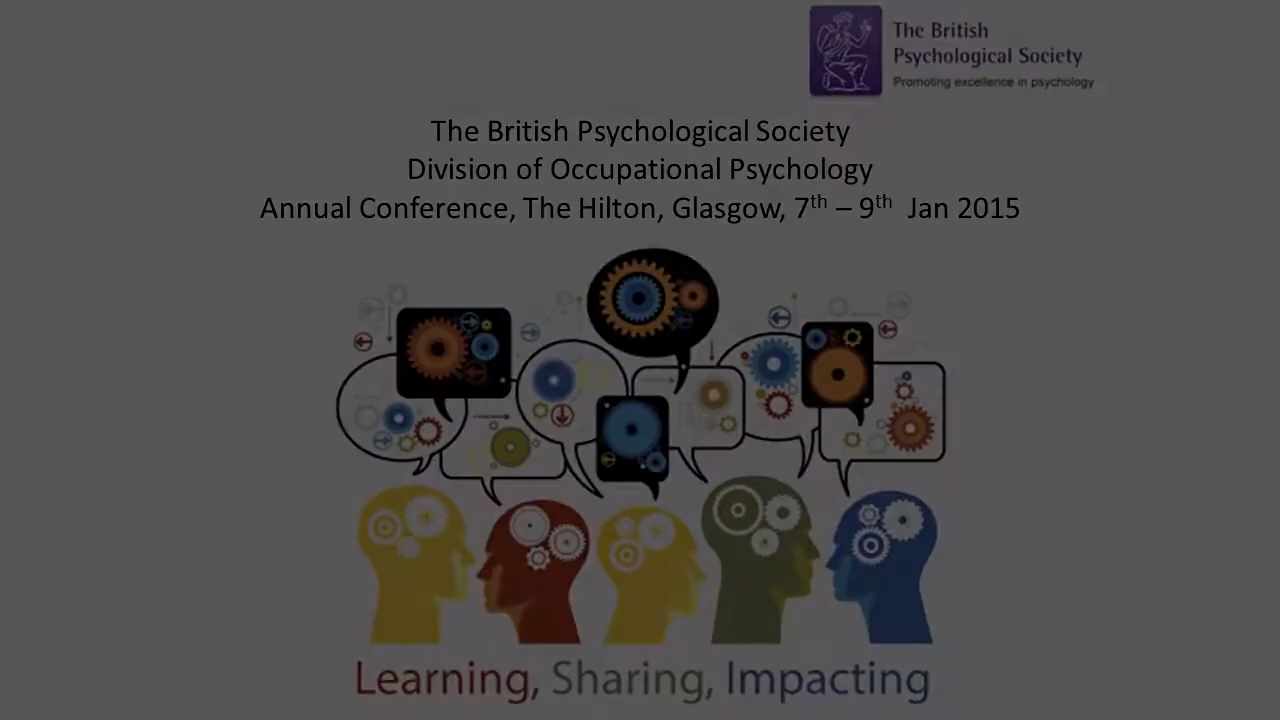 The British
Psychological Society
Promoting excellence in psychology
The British Psychological Society
Division of Occupational Psychology
Annual Conference, The Hilton, Glasgow, 7th – 9th Jan 2015
Learning, Sharing, Impacting